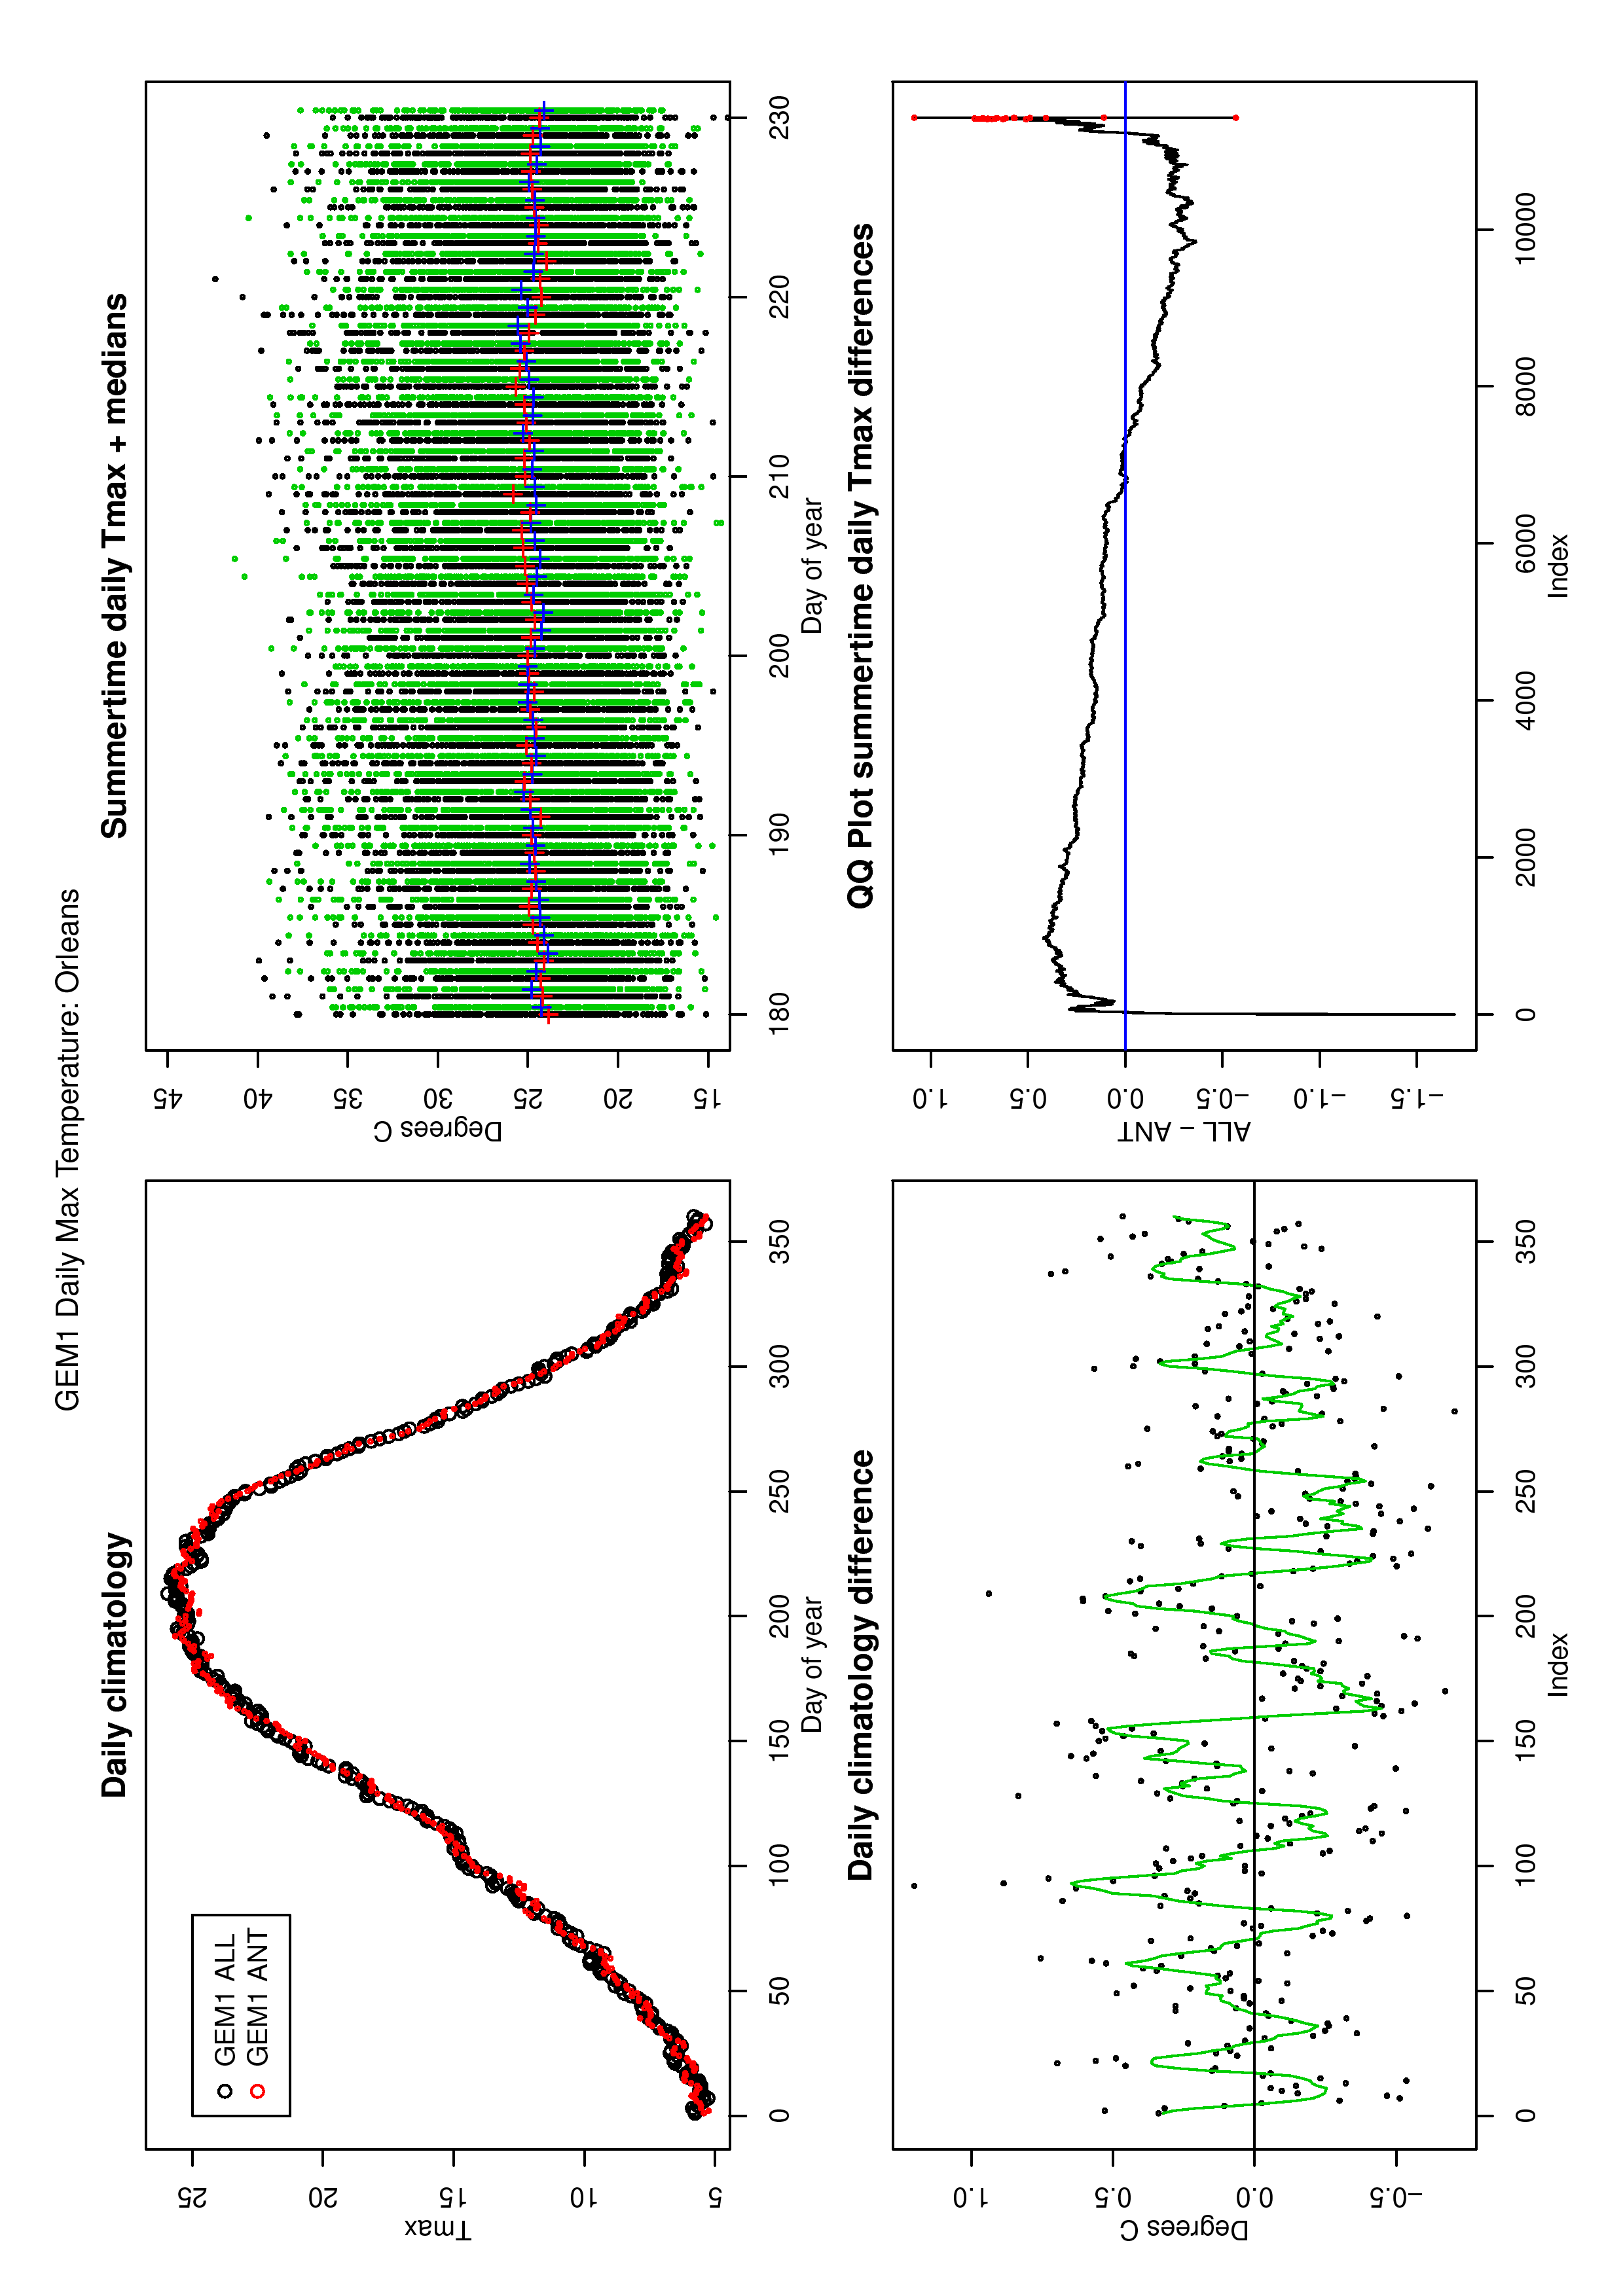 GEM1 Daily Max Temperature: Orleans
Daily climatology
Tmax
5 10 15 20 25
GEM1 ALL
GEM1 ANT
0 50 100 150 200 250 300 350
Day of year
Summertime daily Tmax + medians
Degrees C
15 20 25 30 35 40 45
180 190 200 210 220 230
Day of year
Daily climatology difference
Degrees C
−0.5 0.0 0.5 1.0
0 50 100 150 200 250 300 350
Index
QQ Plot summertime daily Tmax differences
ALL − ANT
−1.5 −1.0 −0.5 0.0 0.5 1.0
0 2000 4000 6000 8000 10000
Index